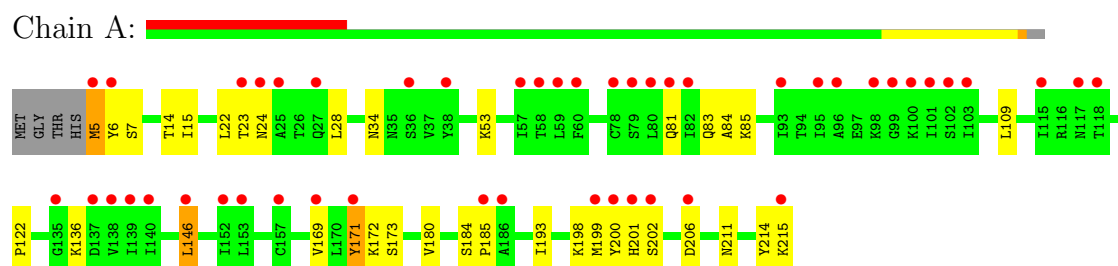 Chain A:
MET GLY THR HIS M5 Y6 S7 T14 I15 L22 T23 N24 A25 T26 Q27 L28 N34 N35 S36 V37 Y38 K53 I57 T58 L59 F60 C78 S79 L80 Q81 I82 Q83 A84 K85 I93 T94 I95 A96 E97 K98 G99 K100 I101 S102 I103 L109 I115 R116 N117 T118
P122 G135 K136 D137 V138 I139 I140 L146 I152 L153 C157 V169 L170 Y171 K172 S173 V180 S184 P185 A186 I193 K198 M199 Y200 H201 S202 D206 N211 Y214 K215